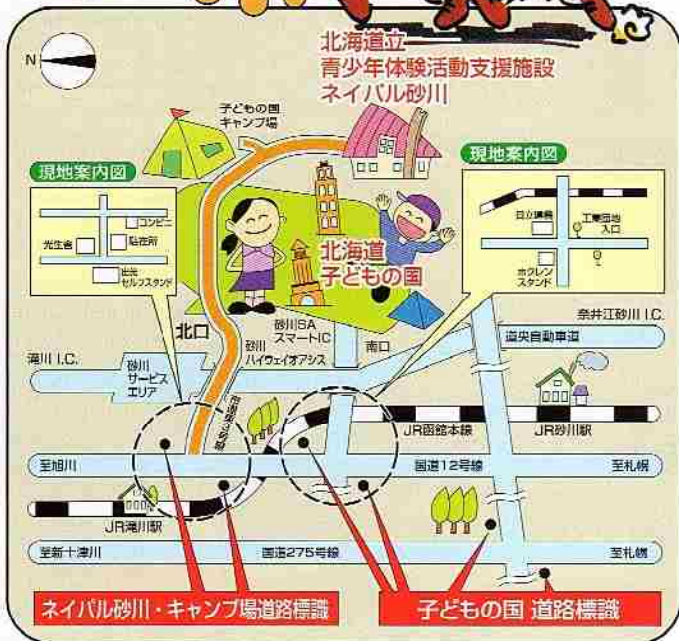 北海道立
青少年体験活動支援施設
ネイパル砂川
N
子どもの国
キャンプ場
現地案内図
コンビニ
光生舎
駐在所
出光
セルフスタンド
現地案内図
日立建機
工業団地
入口
ホクレン
スタンド
北海道
子どもの国
北口
砂川SA
スマートIC
砂川
ハイウェイオアシス
南口
奈井江砂川 I.C.
道央自動車道
滝川 I.C.
砂川
サービス
エリア
JR函館本線
JR砂川駅
至旭川
国道12号線
至札幌
JR滝川駅
至新十津川
国道275号線
至札幌
ネイパル砂川・キャンプ場道路標識
子どもの国 道路標識